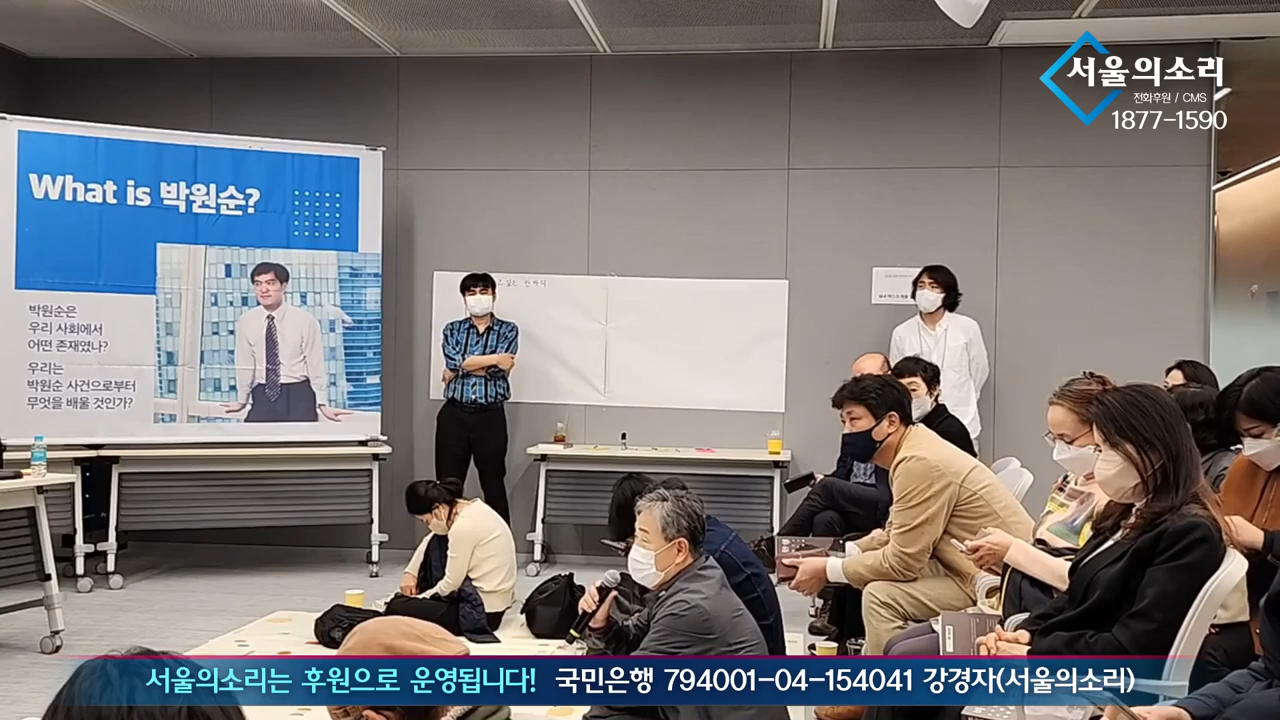 서울의소리
전화후원 / CMS
1877-1590
What is 박원순?
박원순은
우리 사회에서
어떤 존재였나?
우리는
박원순 사건으로부터
무엇을 배울 것인가?
서울의소리는 후원으로 운영됩니다! 국민은행 794001-04-154041 강경자(서울의소리)